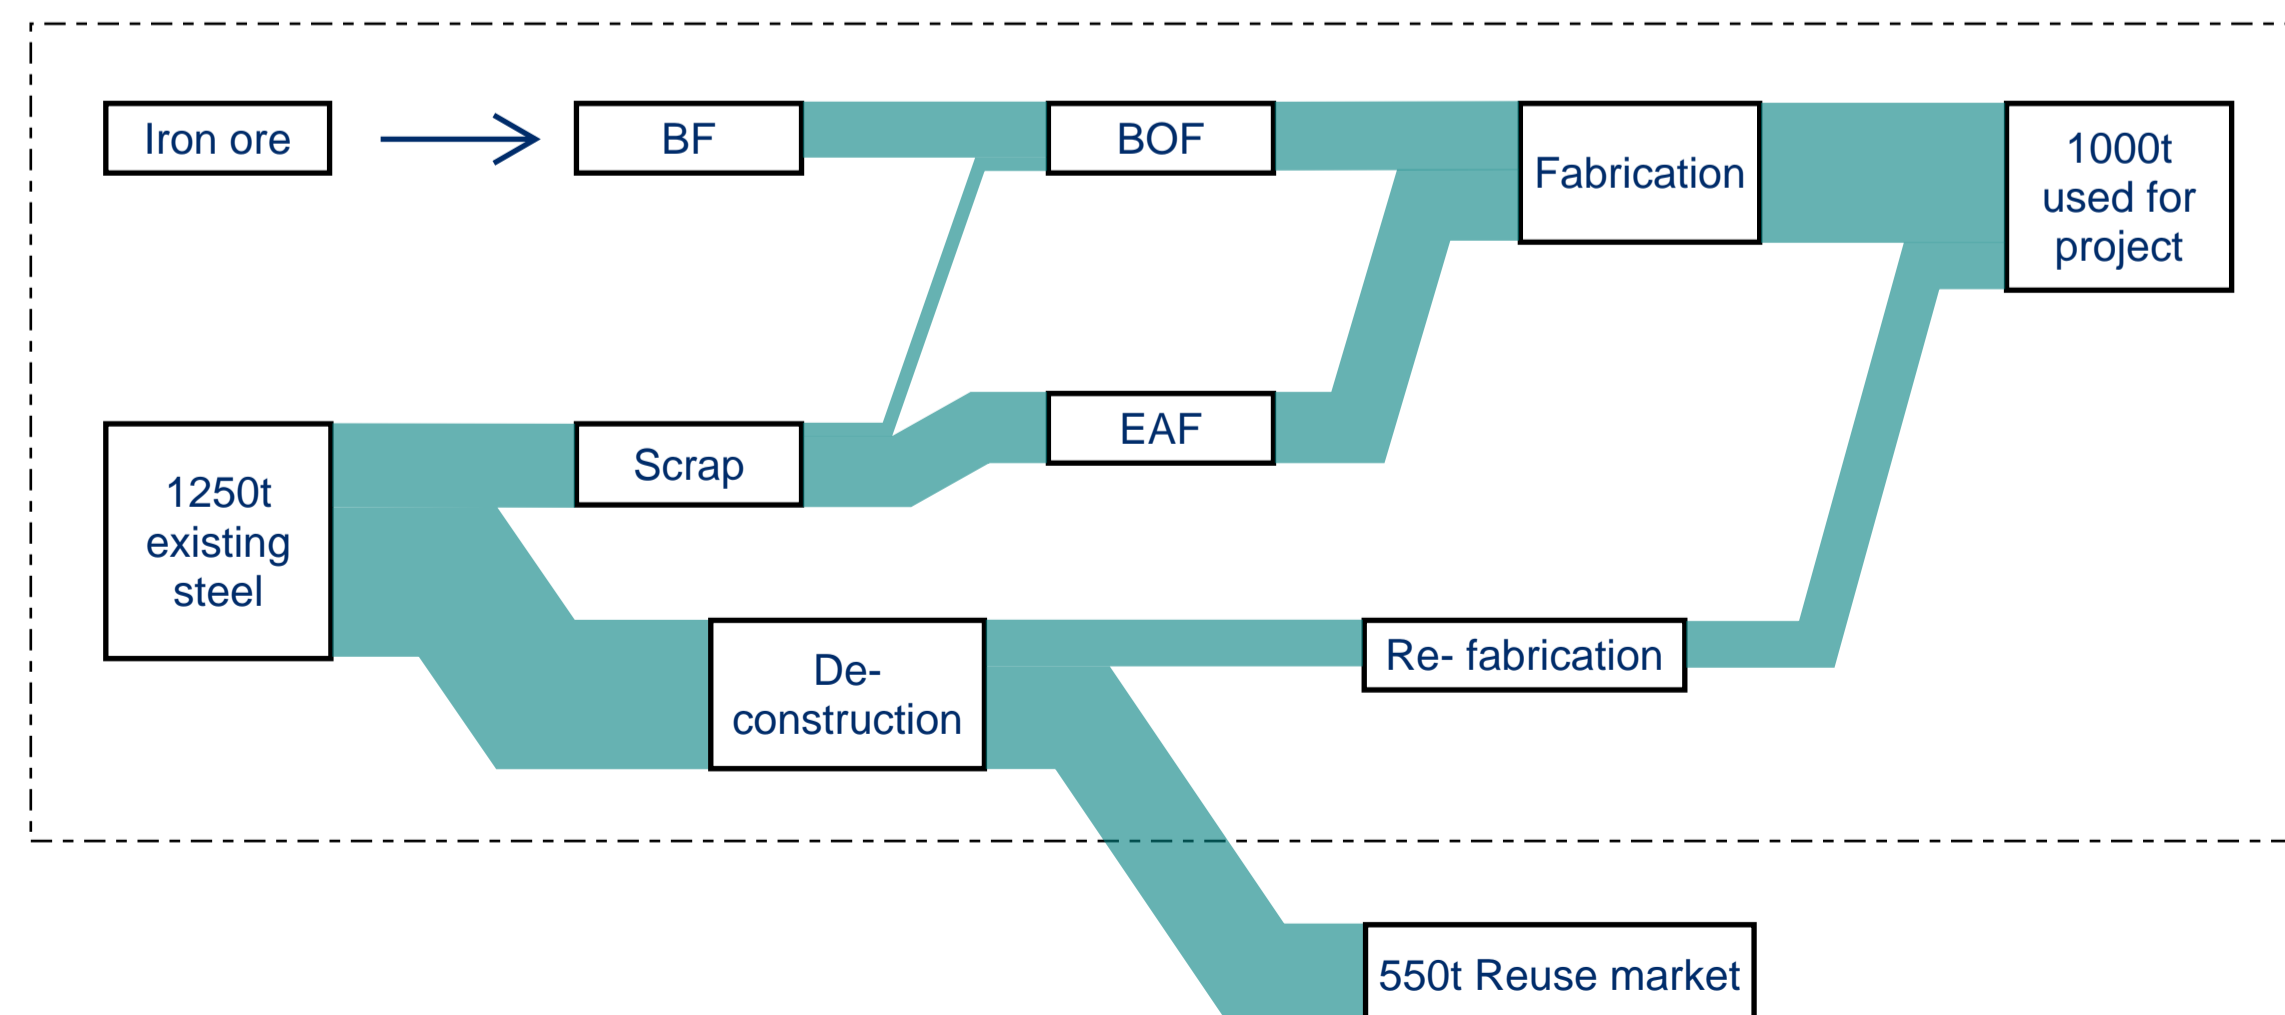 Iron ore
BF
BOF
Fabrication
1000t
used for
project
EAF
Scrap
1250t
existing
steel
De-
construction
Re- fabrication
550t Reuse market